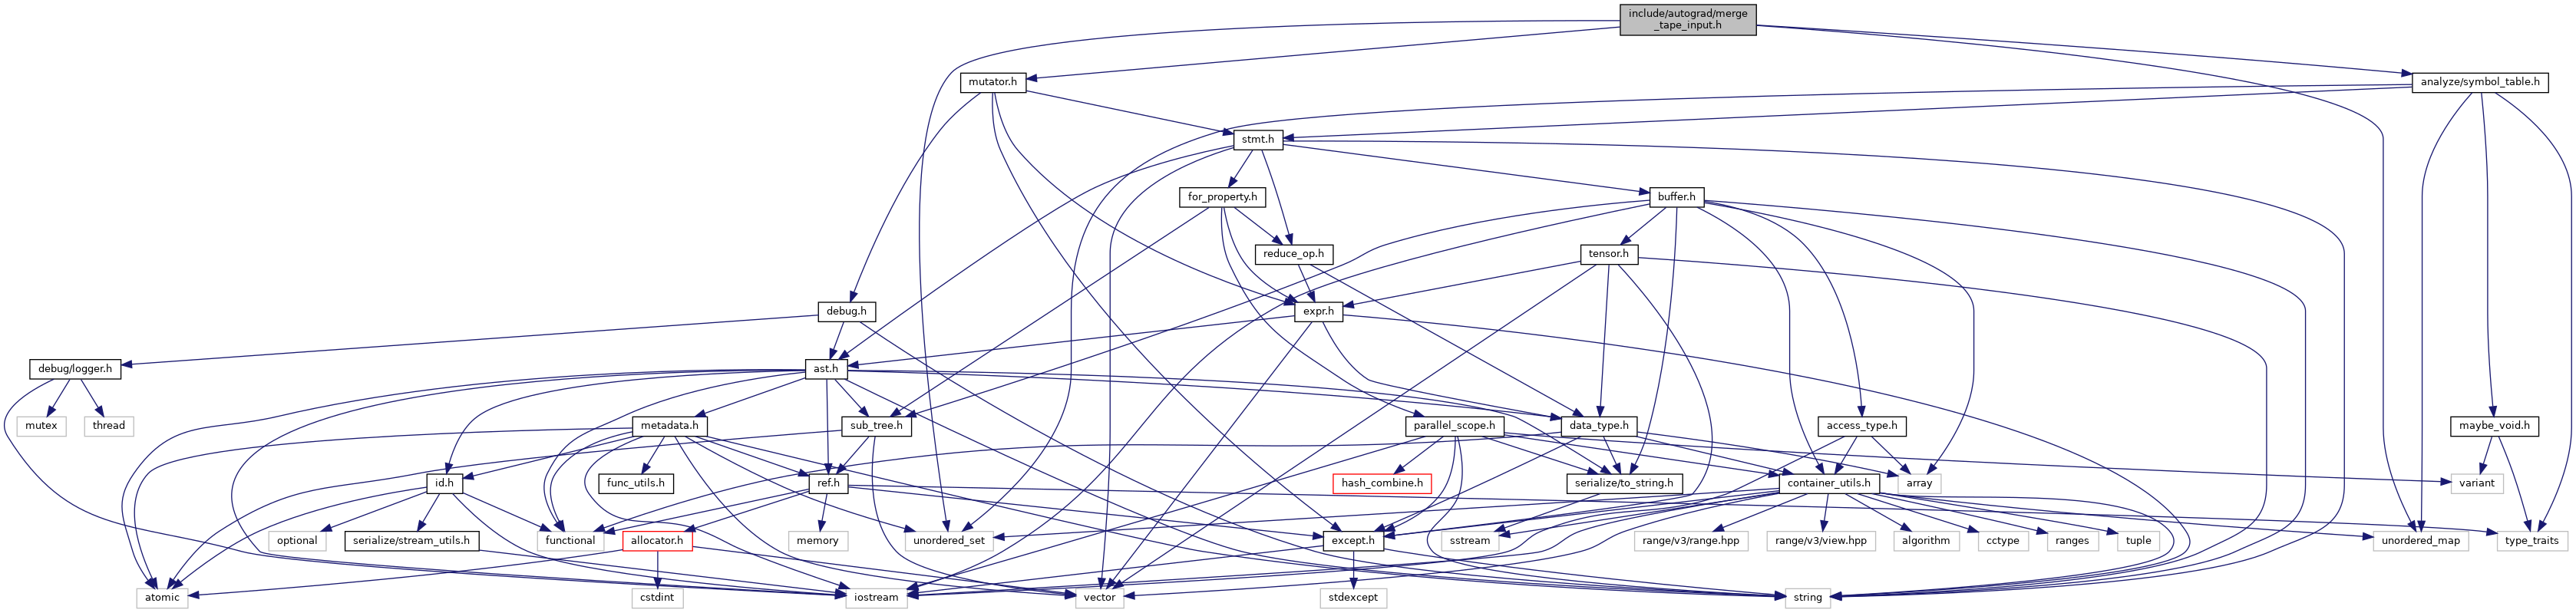 include/autograd/merge
_tape_input.h
mutator.h
analyze/symbol_table.h
stmt.h
for_property.h
buffer.h
reduce_op.h
tensor.h
debug.h
expr.h
debug/logger.h
ast.h
mutex
thread
metadata.h
sub_tree.h
parallel_scope.h
data_type.h
access_type.h
maybe_void.h
id.h
func_utils.h
ref.h
hash_combine.h
serialize/to_string.h
container_utils.h
array
variant
optional
serialize/stream_utils.h
functional
allocator.h
memory
unordered_set
except.h
sstream
range/v3/range.hpp
range/v3/view.hpp
algorithm
cctype
ranges
tuple
unordered_map
type_traits
atomic
cstdint
iostream
vector
stdexcept
string